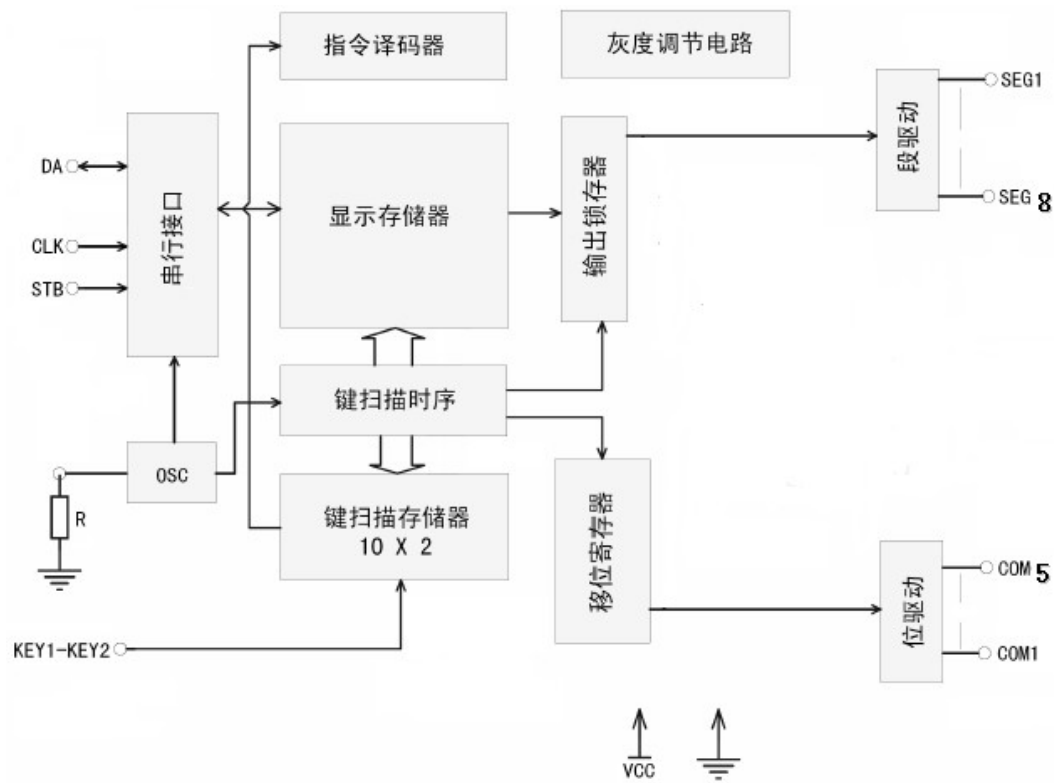 指令译码器
灰度调节电路
SEG1
段驱动
SEG 8
DA
CLK
STB
串行接口
显示存储器
输出锁存器
键扫描时序
OSC
R
键扫描存储器
10 X 2
移位寄存器
KEY1-KEY2
COM 5
位驱动
COM1
VCC